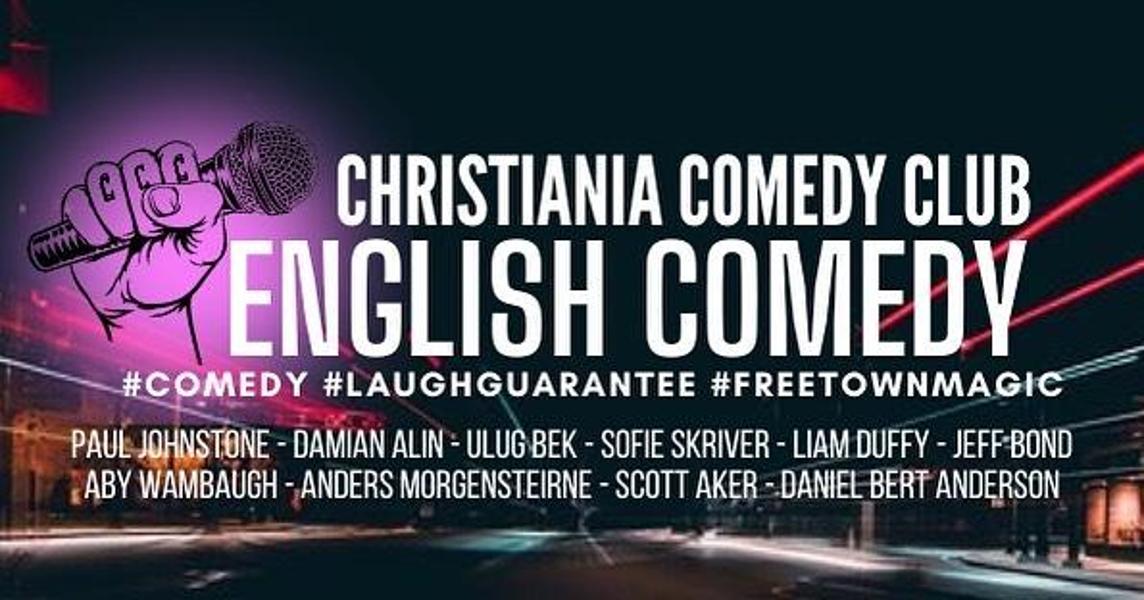 CHRISTIANIA COMEDY CLUB
ENGLISH COMEDY
#COMEDY #LAUGHGUARANTEE #FREETOWNMAGIC
PAUL JOHNSTONE - DAMIAN ALIN - ULUG BEK - SOFIE SKRIVER - LIAM DUFFY - JEFF BOND
ABY WAMBAUGH - ANDERS MORGENSTEIRNE - SCOTT AKER - DANIEL BERT ANDERSON